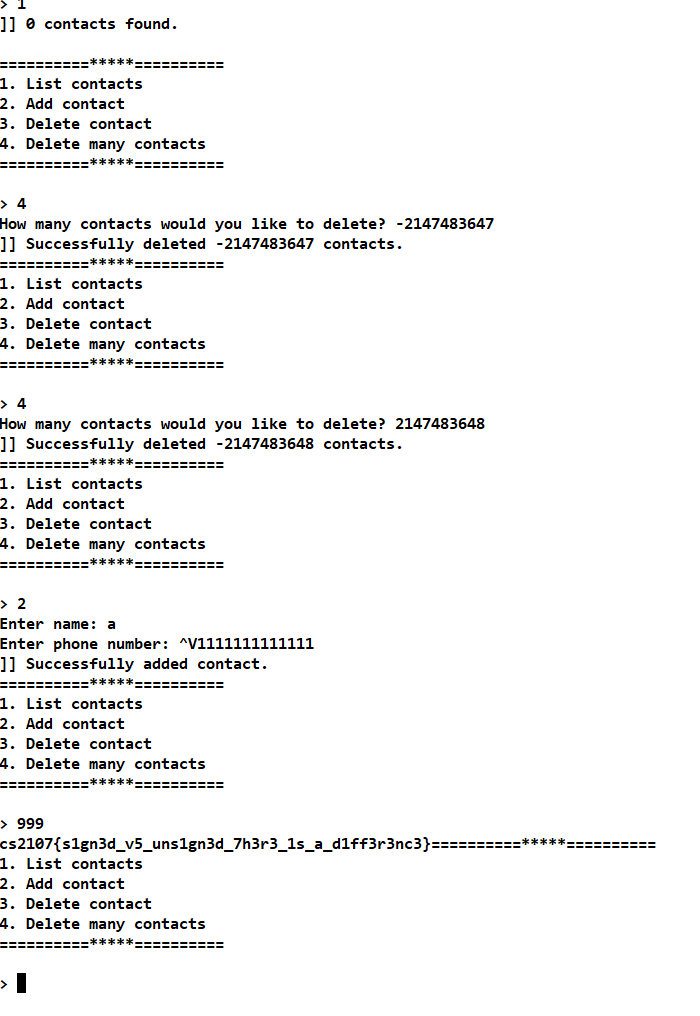 > 1
]] 0 contacts found.
==========*****==========
1. List contacts
2. Add contact
3. Delete contact
4. Delete many contacts
==========*****==========
> 4
How many contacts would you like to delete? -2147483647
]] Successfully deleted -2147483647 contacts.
==========*****==========
1. List contacts
2. Add contact
3. Delete contact
4. Delete many contacts
==========*****==========
> 4
How many contacts would you like to delete? 2147483648
]] Successfully deleted -2147483648 contacts.
==========*****==========
1. List contacts
2. Add contact
3. Delete contact
4. Delete many contacts
==========*****==========
> 2
Enter name: a
Enter phone number: ^V1111111111111
]] Successfully added contact.
==========*****==========
1. List contacts
2. Add contact
3. Delete contact
4. Delete many contacts
==========*****==========
> 999
cs2107{s1gn3d_v5_uns1gn3d_7h3r3_1s_a_d1ff3r3nc3}==========*****==========
1. List contacts
2. Add contact
3. Delete contact
4. Delete many contacts
==========*****==========
>